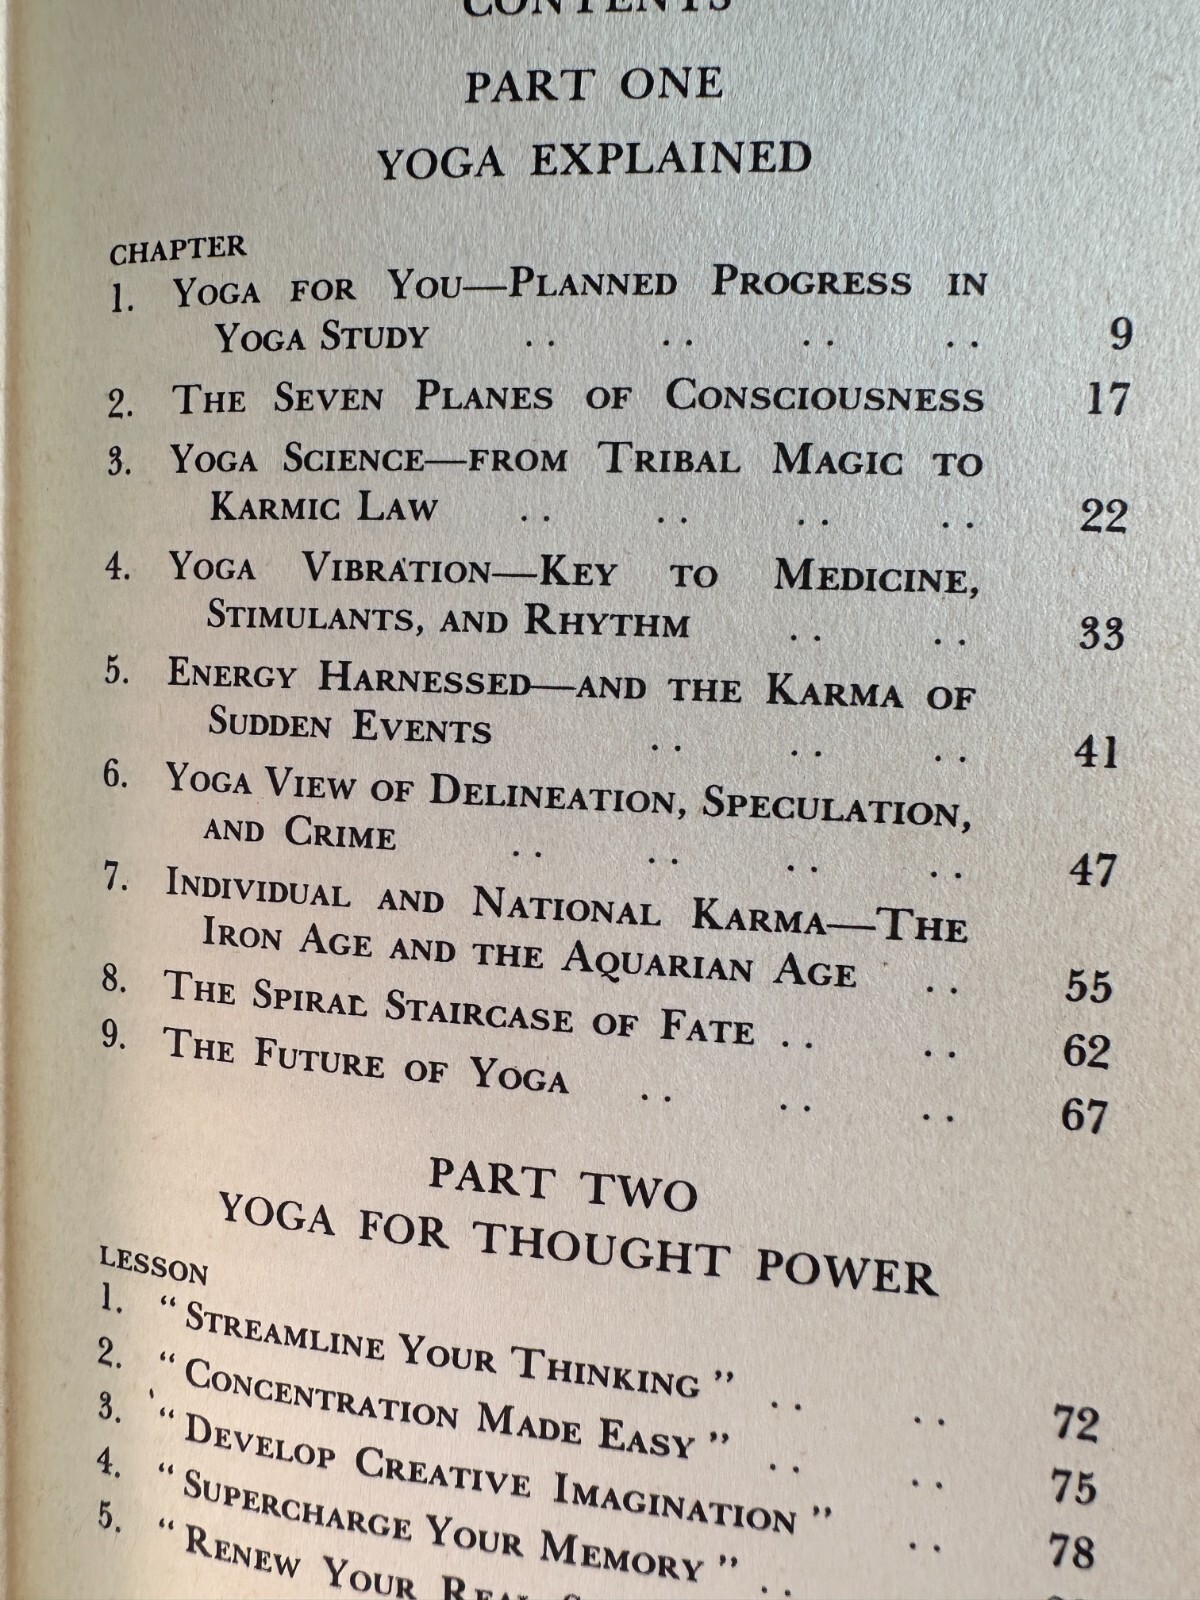 CONTENTS
PART ONE
YOGA EXPLAINED
CHAPTER
1. YOGA FOR YOU—PLANNED PROGRESS IN
YOGA STUDY .. .. .. .. 9
2. THE SEVEN PLANES OF CONSCIOUSNESS 17
3. YOGA SCIENCE—FROM TRIBAL MAGIC TO
KARMIC LAW .. .. .. .. 22
4. YOGA VIBRATION—KEY TO MEDICINE,
STIMULANTS, AND RHYTHM .. .. 33
5. ENERGY HARNESSED—AND THE KARMA OF
SUDDEN EVENTS .. .. .. 41
6. YOGA VIEW OF DELINEATION, SPECULATION,
AND CRIME .. .. .. .. 47
7. INDIVIDUAL AND NATIONAL KARMA—THE
IRON AGE AND THE AQUARIAN AGE .. 55
8. THE SPIRAL STAIRCASE OF FATE .. .. 62
9. THE FUTURE OF YOGA .. .. .. 67
PART TWO
YOGA FOR THOUGHT POWER
LESSON
1. "STREAMLINE YOUR THINKING" .. .. 72
2. "CONCENTRATION MADE EASY" .. .. 75
3. "DEVELOP CREATIVE IMAGINATION" .. 78
4. "SUPERCHARGE YOUR MEMORY" ..
5. "RENEW YOUR